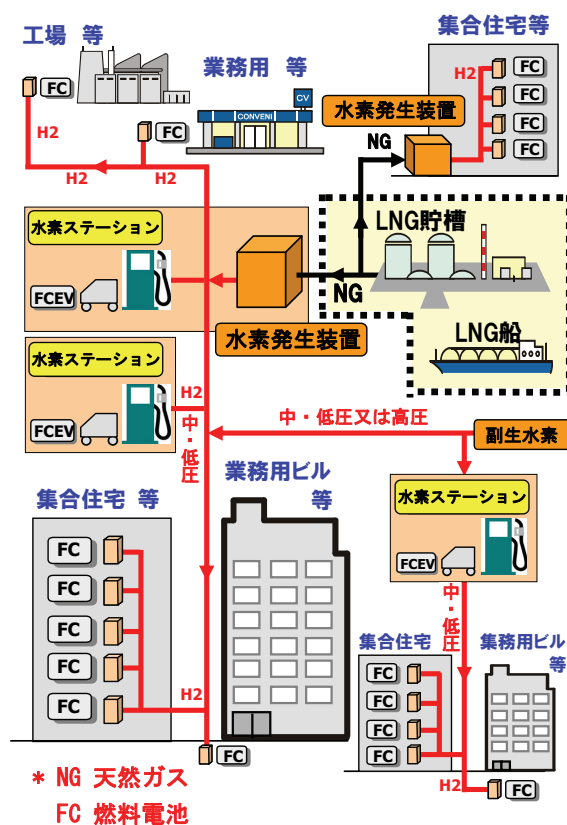 工場 等
FC
H2
業務用 等
CV
CONVENI
FC
H2
H2
集合住宅等
水素発生装置
NG
H2
FC
FC
FC
FC
水素ステーション
FCEV
水素発生装置
NG
LNG貯槽
LNG船
水素ステーション
FCEV
H2
中・低圧
中・低圧又は高圧
副生水素
水素ステーション
FCEV
中・低圧
集合住宅 等
FC
FC
FC
FC
FC
H2
業務用ビル
等
FC
集合住宅
FC
FC
FC
FC
H2
業務用ビル
等
FC
* NG 天然ガス
FC 燃料電池